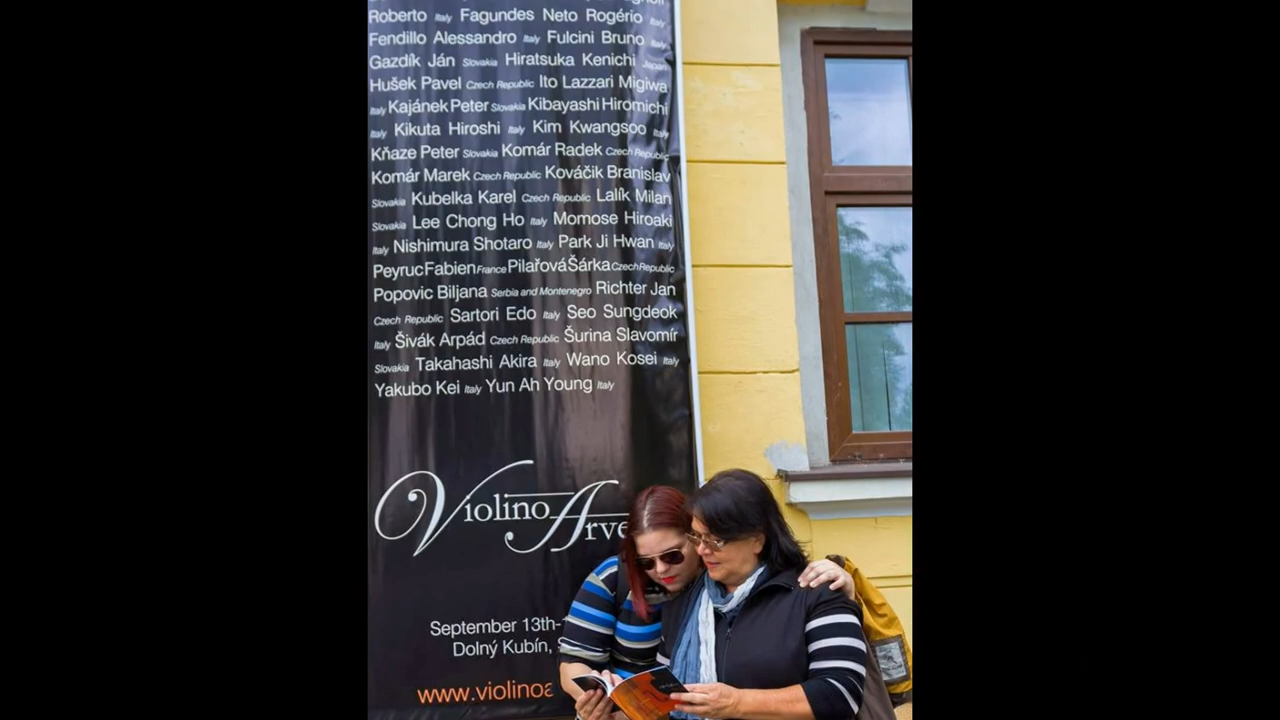 Roberto Italy Fagundes Neto Rogério Italy
Fendillo Alessandro Italy Fulcini Bruno Italy
Gazdík Ján Slovakia Hiratsuka Kenichi Japan
Hušek Pavel Czech Republic Ito Lazzari Migiwa
Italy Kajánek Peter Slovakia Kibayashi Hiromichi
Italy Kikuta Hiroshi Italy Kim Kwangsoo Italy
Kňaze Peter Slovakia Komár Radek Czech Republic
Komár Marek Czech Republic Kováčik Branislav
Slovakia Kubelka Karel Czech Republic Lalík Milan
Slovakia Lee Chong Ho Italy Momose Hiroaki
Italy Nishimura Shotaro Italy Park Ji Hwan Italy
Peyruc Fabien France Pilařová Šárka Czech Republic
Popovic Biljana Serbia and Montenegro Richter Jan
Czech Republic Sartori Edo Italy Seo Sungdeok
Italy Šivák Arpád Czech Republic Šurina Slavomír
Slovakia Takahashi Akira Italy Wano Kosei Italy
Yakubo Kei Italy Yun Ah Young Italy
Violino Arve
September 13th-
Dolný Kubín,
www.violinoa